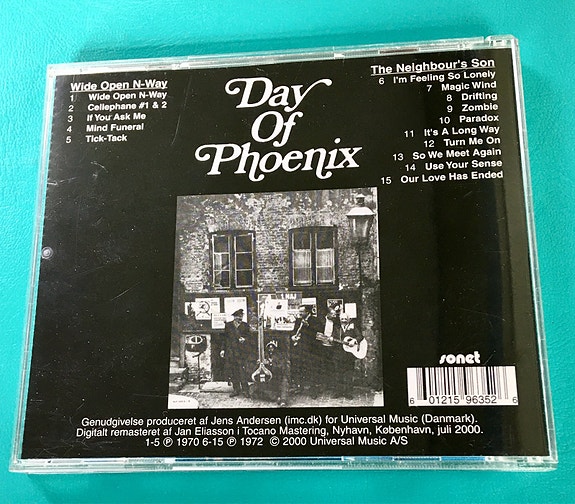 Wide Open N-Way
1 Wide Open N-Way
2 Cellephane #1 & 2
3 If You Ask Me
4 Mind Funeral
5 Tick-Tack
Day
Of
Phoenix
The Neighbour's Son
6 I'm Feeling So Lonely
7 Magic Wind
8 Drifting
9 Zombie
10 Paradox
11 It's A Long Way
12 Turn Me On
13 So We Meet Again
14 Use Your Sense
15 Our Love Has Ended
sonet
6 01215 96352 6
Genudgivelse produceret af Jens Andersen (imc.dk) for Universal Music (Danmark).
Digitalt remasteret af Jan Eliasson i Tocano Mastering, Nyhavn, København, juli 2000.
1-5 ℗ 1970 6-15 ℗ 1972 © 2000 Universal Music A/S